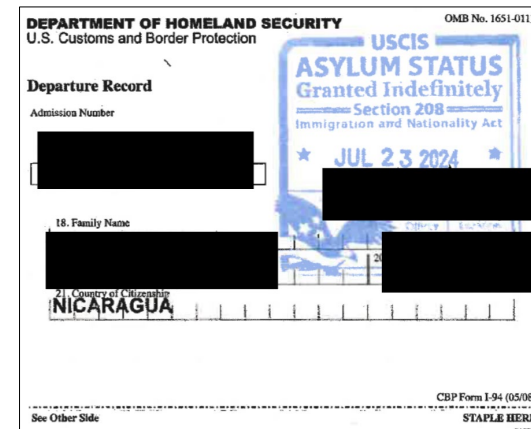 DEPARTMENT OF HOMELAND SECURITY
OMB No. 1651-011
U.S. Customs and Border Protection
USCIS
ASYLUM STATUS
Granted Indefinitely
Section 208
Immigration and Nationality Act
JUL 23 2024
Departure Record
Admission Number
18. Family Name
20
21. Country of Citizenship
NICARAGUA
CBP Form I-94 (05/08
See Other Side
STAPLE HERE